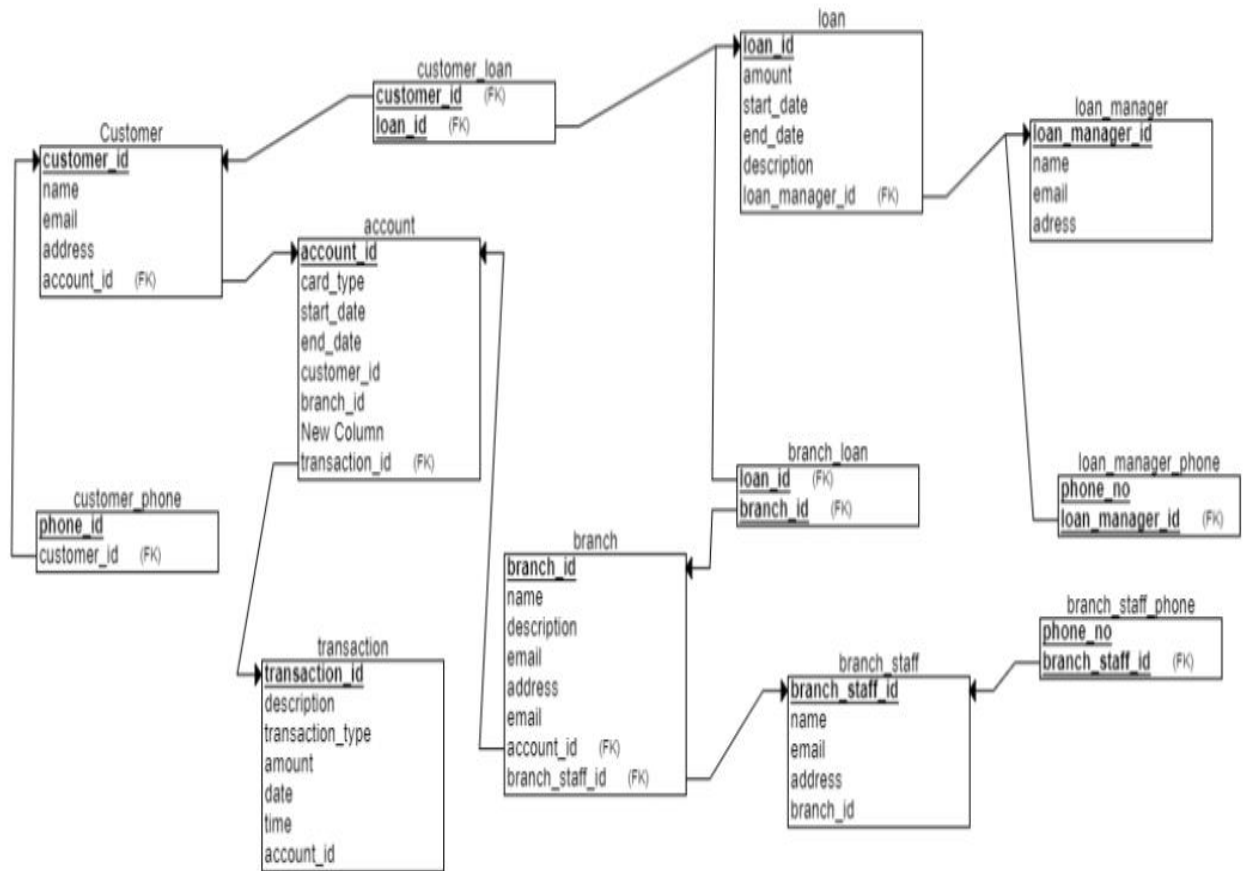 loan
loan_id
amount
start_date
end_date
description
loan_manager_id (FK)
customer_loan
customer_id (FK)
loan_id (FK)
loan_manager
loan_manager_id
name
email
adress
Customer
customer_id
name
email
address
account_id (FK)
account
account_id
card_type
start_date
end_date
customer_id
branch_id
New Column
transaction_id (FK)
branch_loan
loan_id (FK)
branch_id (FK)
loan_manager_phone
phone_no
loan_manager_id (FK)
customer_phone
phone_id
customer_id (FK)
branch
branch_id
name
description
email
address
email
account_id (FK)
branch_staff_id (FK)
branch_staff_phone
phone_no
branch_staff_id (FK)
transaction
transaction_id
description
transaction_type
amount
date
time
account_id
branch_staff
branch_staff_id
name
email
address
branch_id